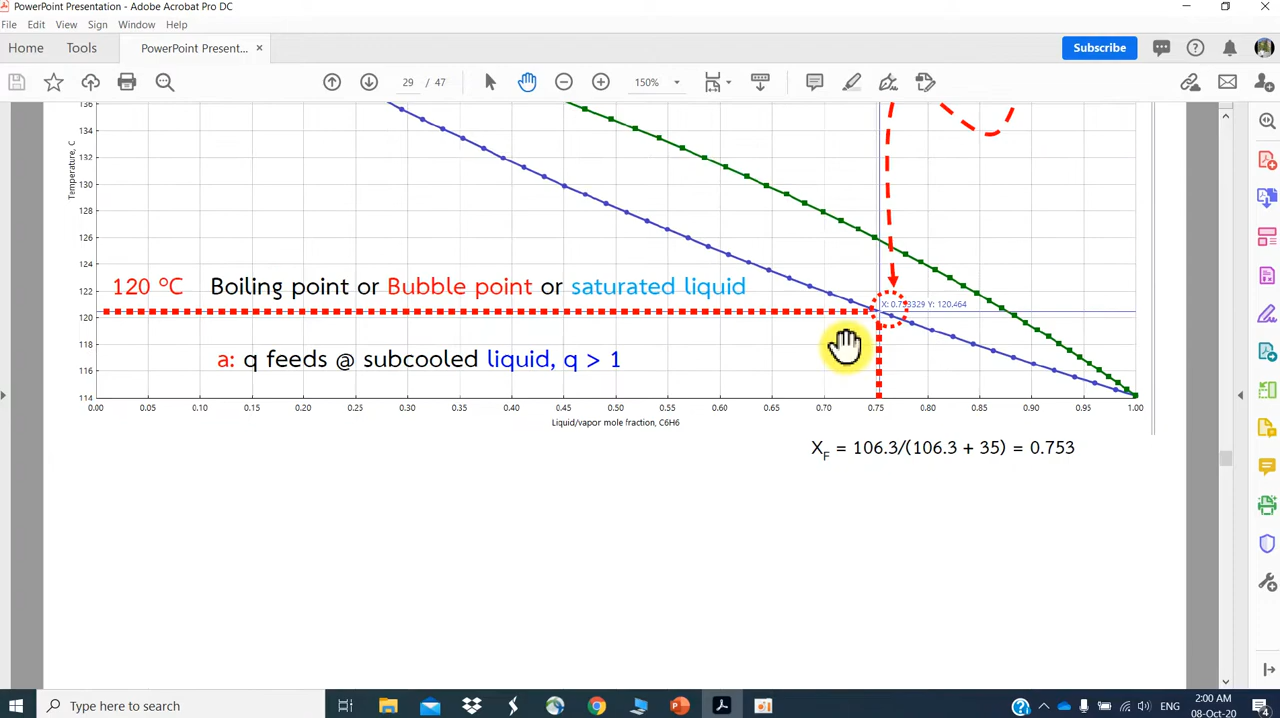 PowerPoint Presentation - Adobe Acrobat Pro DC
File Edit View Sign Window Help
Home Tools PowerPoint Present... × Subscribe
29 / 47 150%
136
134
132
130
128
126
124
122
120
118
116
114
Temperature, C
120 °C Boiling point or Bubble point or saturated liquid
X: 0.753329 Y: 120.464
a: q feeds @ subcooled liquid, q > 1
0.00 0.05 0.10 0.15 0.20 0.25 0.30 0.35 0.40 0.45 0.50 0.55 0.60 0.65 0.70 0.75 0.80 0.85 0.90 0.95 1.00
Liquid/vapor mole fraction, C6H6
XF = 106.3/(106.3 + 35) = 0.753
Type here to search
ENG
2:00 AM
08-Oct-20
4